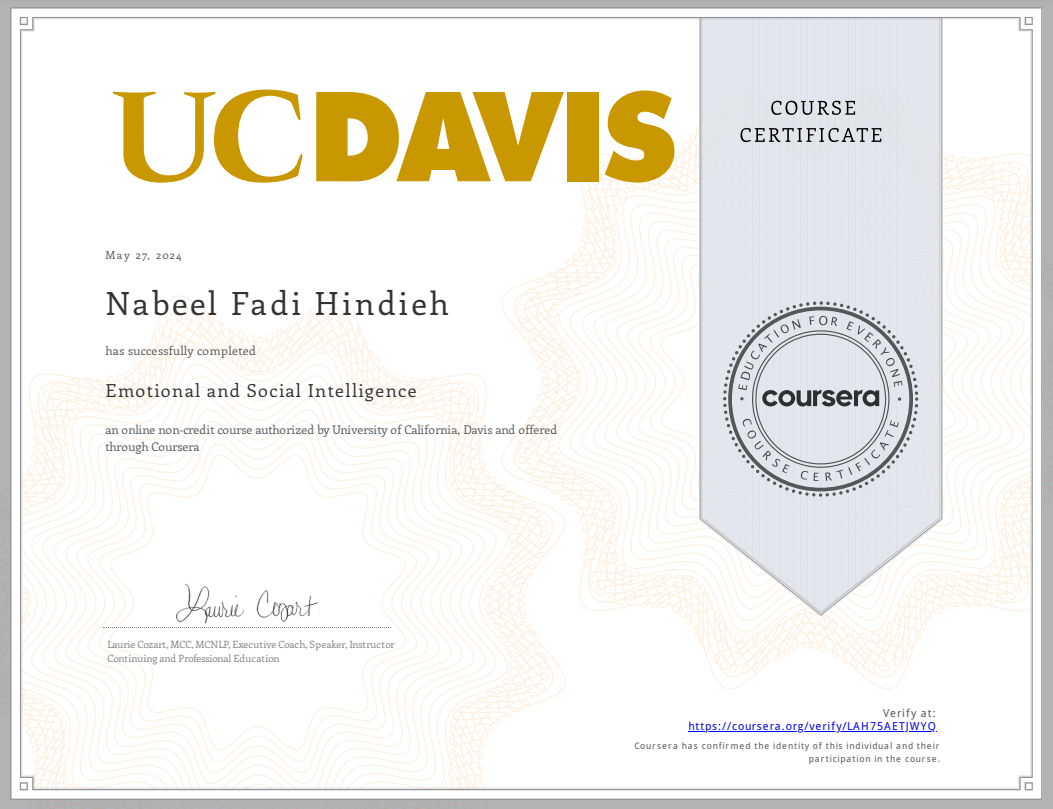 UCDAVIS
COURSE
CERTIFICATE
May 27, 2024
Nabeel Fadi Hindieh
has successfully completed
Emotional and Social Intelligence
an online non-credit course authorized by University of California, Davis and offered
through Coursera
EDUCATION FOR EVERYONE
coursera
COURSE CERTIFICATE
Laurie Cozart
Laurie Cozart, MCC, MCNLP, Executive Coach, Speaker, Instructor
Continuing and Professional Education
Verify at:
https://coursera.org/verify/LAH75AETJWYQ
Coursera has confirmed the identity of this individual and their
participation in the course.